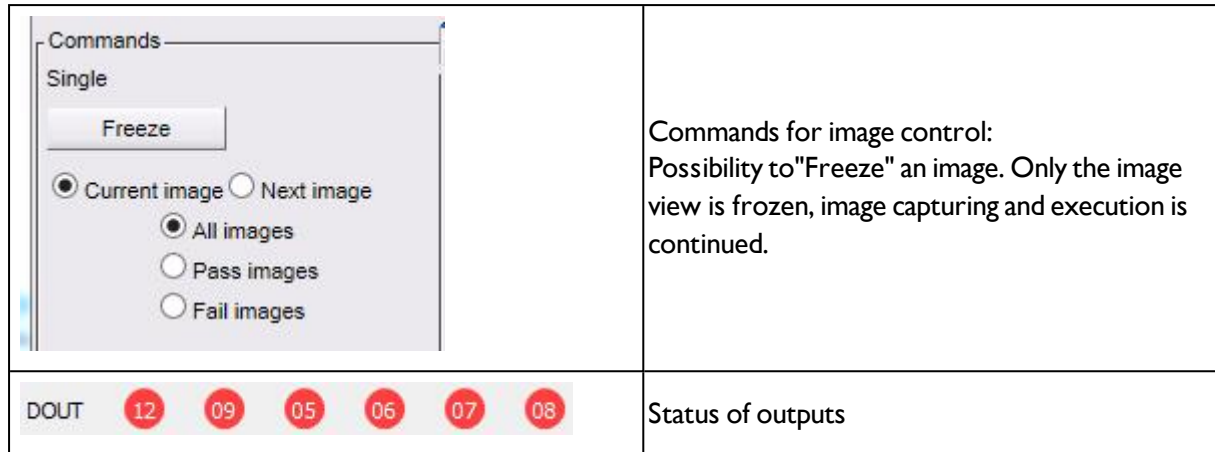 Commands
Single
Freeze
Current image Next image
All images
Pass images
Fail images
Commands for image control:
Possibility to"Freeze" an image. Only the image
view is frozen, image capturing and execution is
continued.
DOUT 12 09 05 06 07 08
Status of outputs